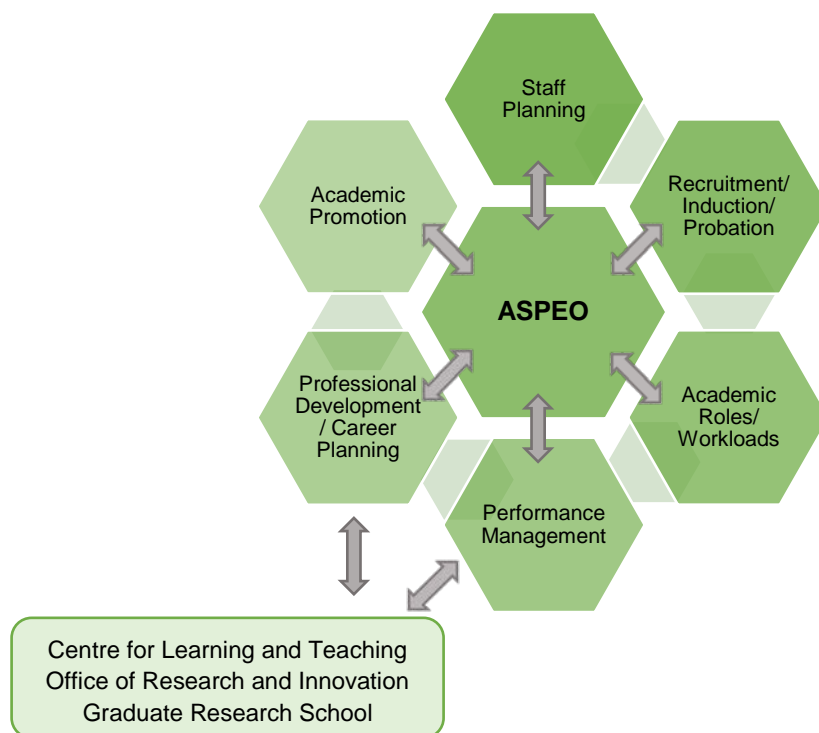 Staff
Planning
Academic
Promotion
Recruitment/
Induction/
Probation
ASPEO
Professional
Development
/ Career
Planning
Academic
Roles/
Workloads
Performance
Management
Centre for Learning and Teaching
Office of Research and Innovation
Graduate Research School